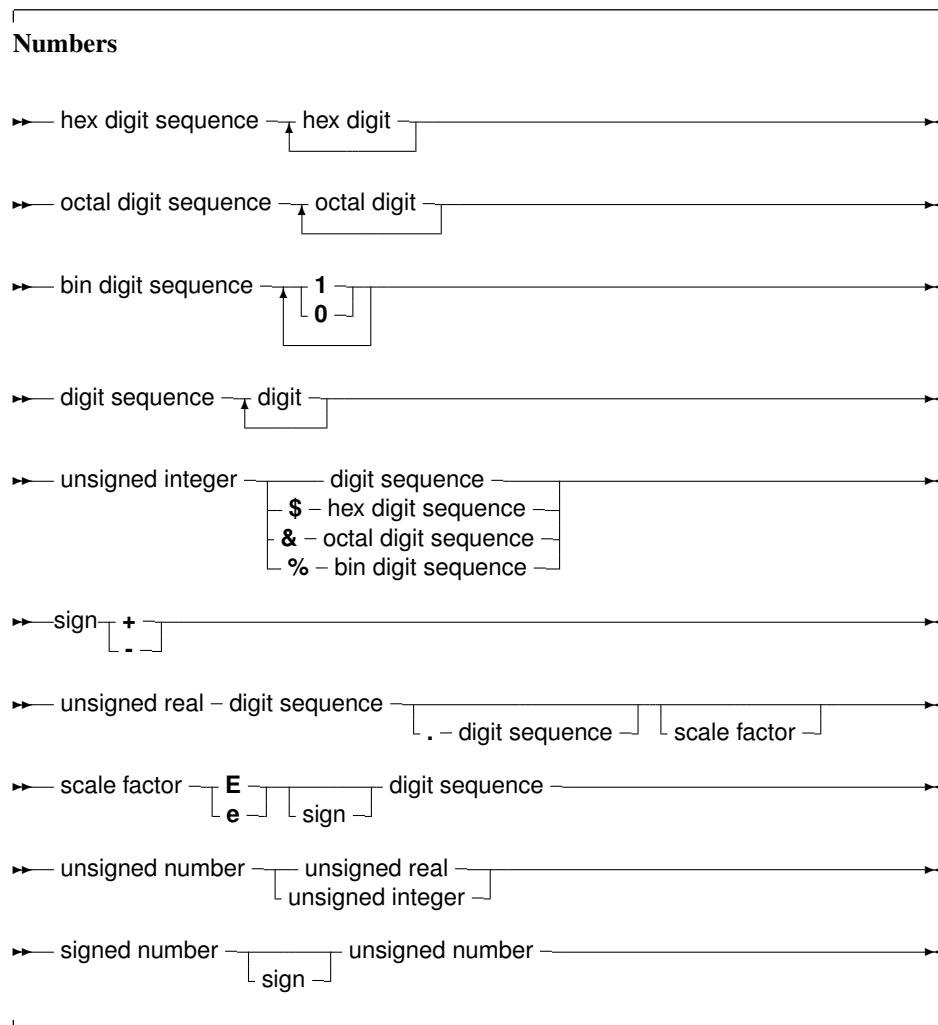 Numbers
hex digit sequence hex digit
octal digit sequence octal digit
bin digit sequence 1
0
digit sequence digit
unsigned integer digit sequence
$ hex digit sequence
& octal digit sequence
% bin digit sequence
sign +
-
unsigned real digit sequence
. digit sequence scale factor
scale factor E digit sequence
e sign
unsigned number unsigned real
unsigned integer
signed number unsigned number
sign